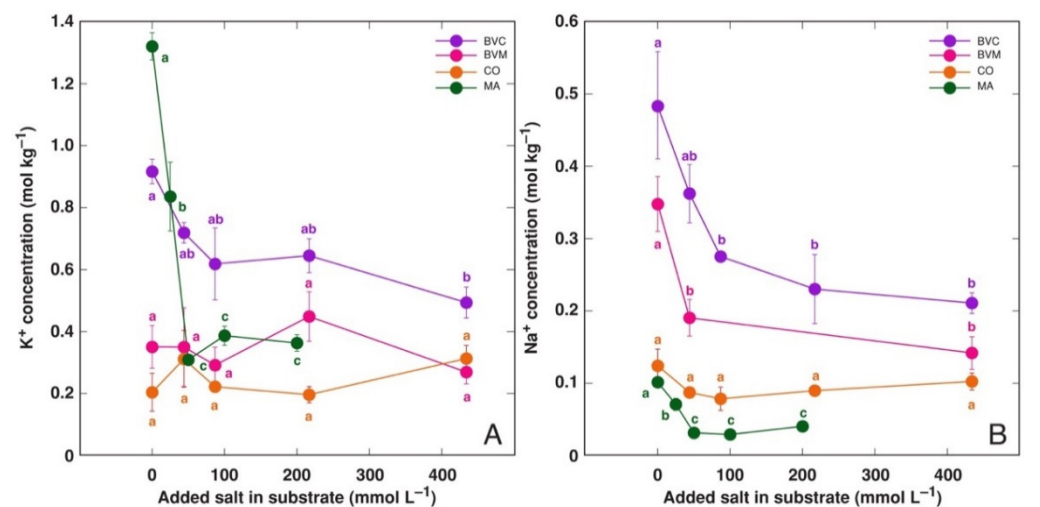 1.4
1.2
1.0
0.8
0.6
0.4
0.2
0
K⁺ concentration (mol kg⁻¹)
BVC
BVM
CO
MA
a
a
b
ab
ab
ab
b
a
a
a
a
a
c
c
c
a
a
a
a
a
A
0 100 200 300 400
Added salt in substrate (mmol L⁻¹)
0.6
0.5
0.4
0.3
0.2
0.1
0
Na⁺ concentration (mol kg⁻¹)
BVC
BVM
CO
MA
a
ab
b
b
b
a
b
b
a
a
a
a
a
a
b
c
c
c
B
0 100 200 300 400
Added salt in substrate (mmol L⁻¹)